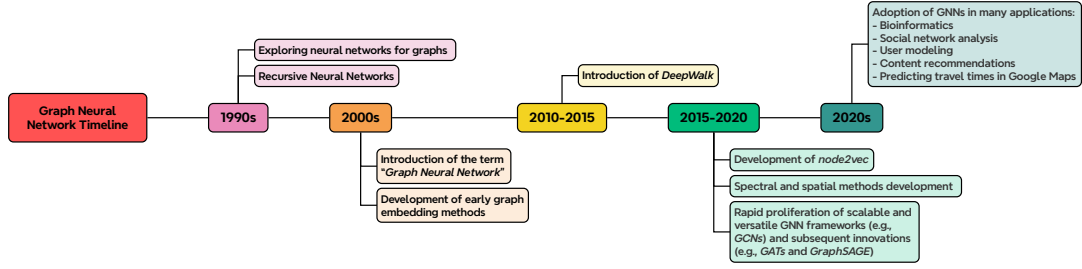 Graph Neural
Network Timeline
1990s
Exploring neural networks for graphs
Recursive Neural Networks
2000s
Introduction of the term
“Graph Neural Network”
Development of early graph
embedding methods
2010-2015
Introduction of DeepWalk
2015-2020
Development of node2vec
Spectral and spatial methods development
Rapid proliferation of scalable and
versatile GNN frameworks (e.g.,
GCNs) and subsequent innovations
(e.g., GATs and GraphSAGE)
2020s
Adoption of GNNs in many applications:
- Bioinformatics
- Social network analysis
- User modeling
- Content recommendations
- Predicting travel times in Google Maps